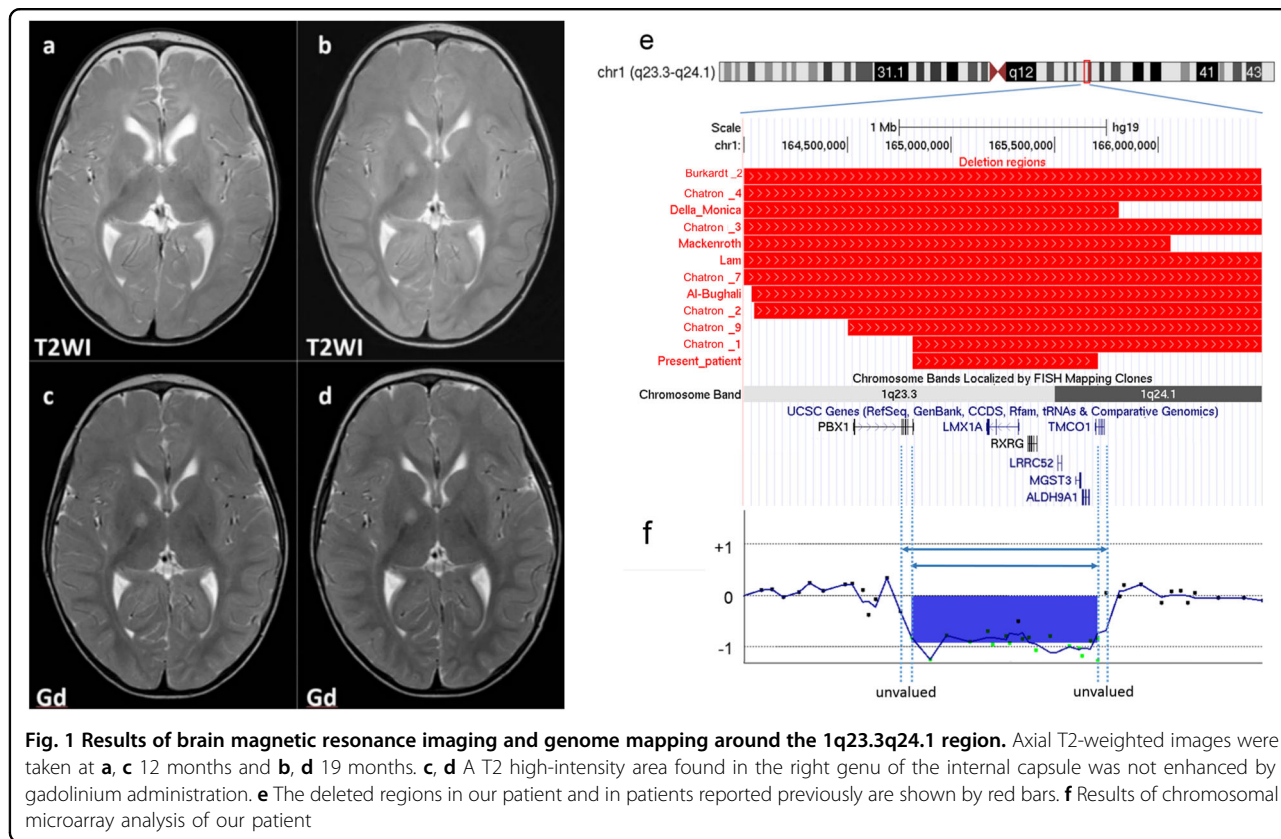 a
b
T2WI
T2WI
c
d
Gd
Gd
e
chr1 (q23.3-q24.1)
31.1
q12
41
43
Scale
1 Mb
hg19
chr1:
164,500,000
165,000,000
165,500,000
166,000,000
Deletion regions
Burkardt _2
Chatron _4
Della_Monica
Chatron _3
Mackenroth
Lam
Chatron _7
Al-Bughali
Chatron _2
Chatron _9
Chatron _1
Present_patient
Chromosome Bands Localized by FISH Mapping Clones
Chromosome Band
1q23.3
1q24.1
UCSC Genes (RefSeq, GenBank, CCDS, Rfam, tRNAs & Comparative Genomics)
PBX1
LMX1A
TMCO1
RXRG
LRRC52
MGST3
ALDH9A1
f
+1
0
-1
unvalued
unvalued
Fig. 1 Results of brain magnetic resonance imaging and genome mapping around the 1q23.3q24.1 region. Axial T2-weighted images were
taken at a, c 12 months and b, d 19 months. c, d A T2 high-intensity area found in the right genu of the internal capsule was not enhanced by
gadolinium administration. e The deleted regions in our patient and in patients reported previously are shown by red bars. f Results of chromosomal
microarray analysis of our patient